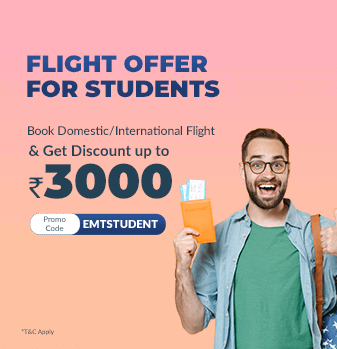 FLIGHT OFFER
FOR STUDENTS
Book Domestic/International Flight
& Get Discount up to
₹3000
Promo
Code
EMTSTUDENT
*T&C Apply